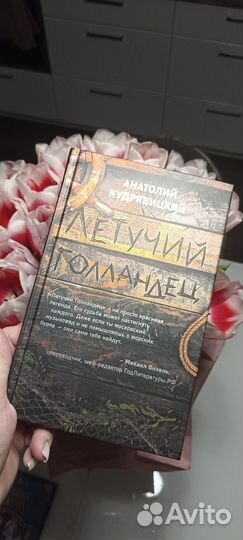 АНАТОЛИЙ
КУДРЯВИЦКИЙ
ЛЕТУЧИЙ
ГОЛЛАНДЕЦ
«Летучий Голландец» – не просто красивая
легенда. Его судьба может настигнуть
каждого. Даже если ты московский
музыковед и не помышляешь о морских
бурях – они сами тебя найдут.
– Михаил Визель,
переводчик, шеф-редактор ГодЛитературы.РФ
Avito